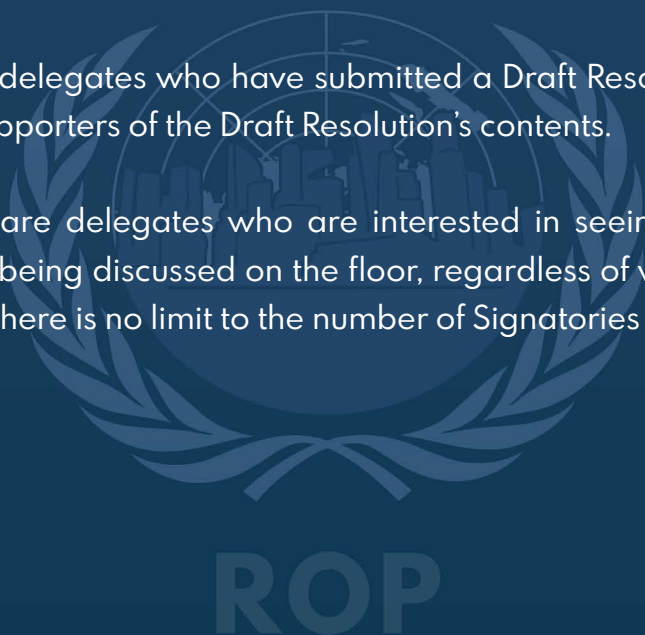 delegates who have submitted a Draft Reso
pporters of the Draft Resolution's contents.
are delegates who are interested in seein
being discussed on the floor, regardless of w
here is no limit to the number of Signatories
ROP